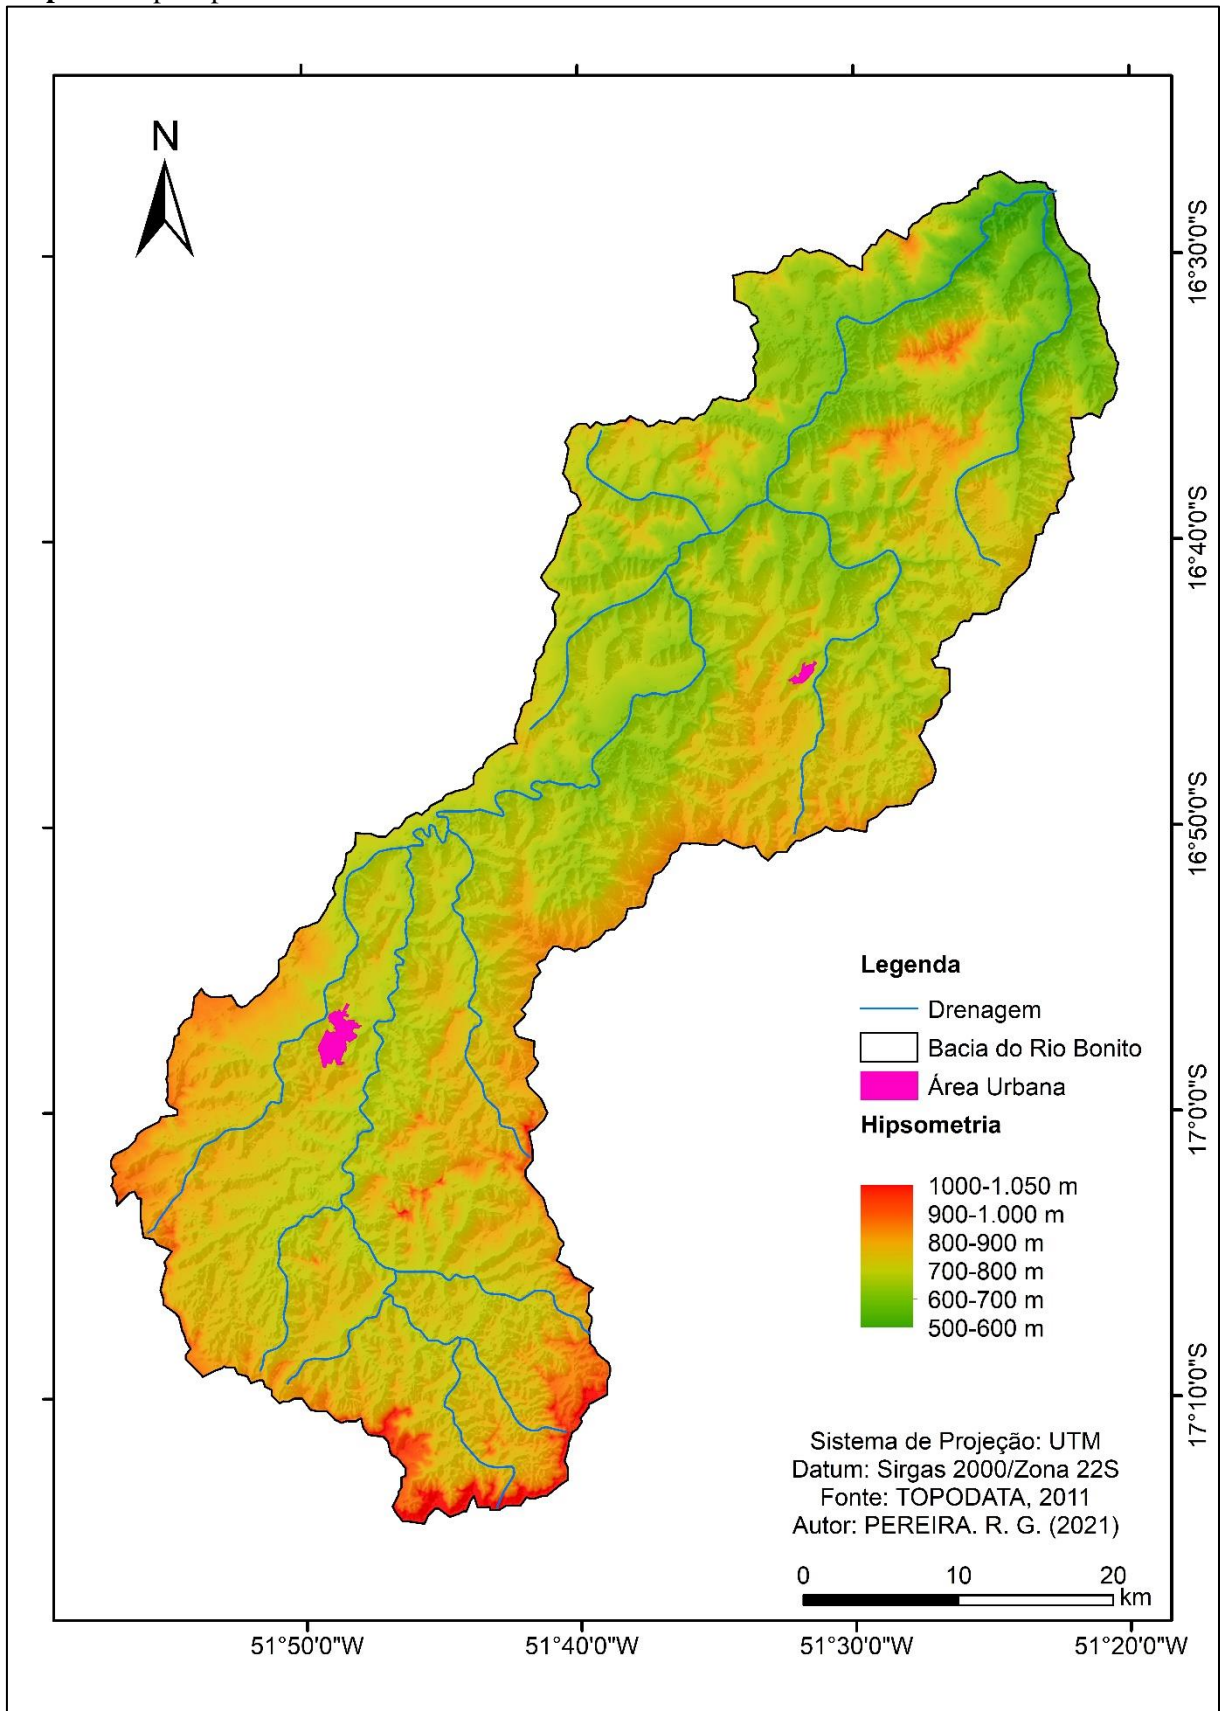 N
16°30'0"S
16°40'0"S
16°50'0"S
17°0'0"S
17°10'0"S
Legenda
Drenagem
Bacia do Rio Bonito
Área Urbana
Hipsometria
1000-1.050 m
900-1.000 m
800-900 m
700-800 m
600-700 m
500-600 m
Sistema de Projeção: UTM
Datum: Sirgas 2000/Zona 22S
Fonte: TOPODATA, 2011
Autor: PEREIRA. R. G. (2021)
0 10 20
km
51°50'0"W 51°40'0"W 51°30'0"W 51°20'0"W